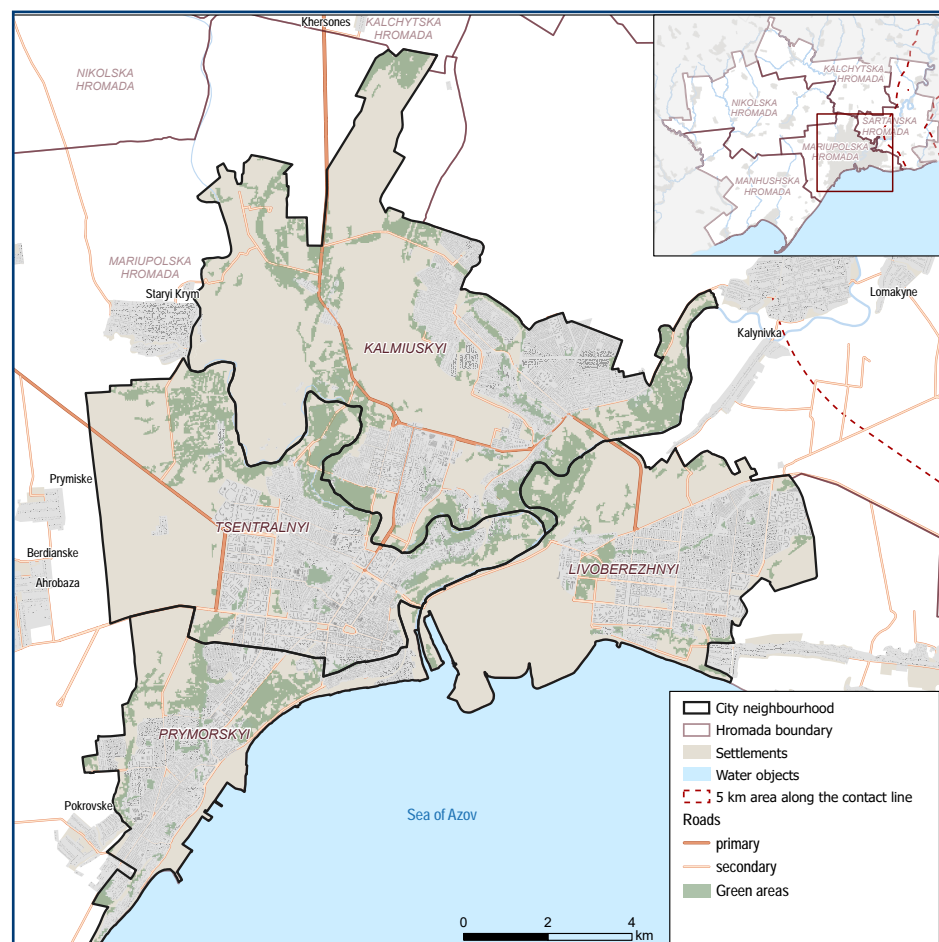 Khersones
KALCHYTSKA
HROMADA
NIKOLSKA
HROMADA
KALCHYTSKA
HROMADA
NIKOLSKA
HROMADA
SARTANSKA
HROMADA
MARIUPOLSKA
HROMADA
MANHUSHSKA
HROMADA
MARIUPOLSKA
HROMADA
Staryi Krym
Lomakyne
Kalynivka
KALMIUSKYI
Prymiske
TSENTRALNYI
Berdianske
Ahrobaza
LIVOBEREZHNYI
PRYMORSKYI
Pokrovske
Sea of Azov
City neighbourhood
Hromada boundary
Settlements
Water objects
5 km area along the contact line
Roads
primary
secondary
Green areas
0 2 4
km